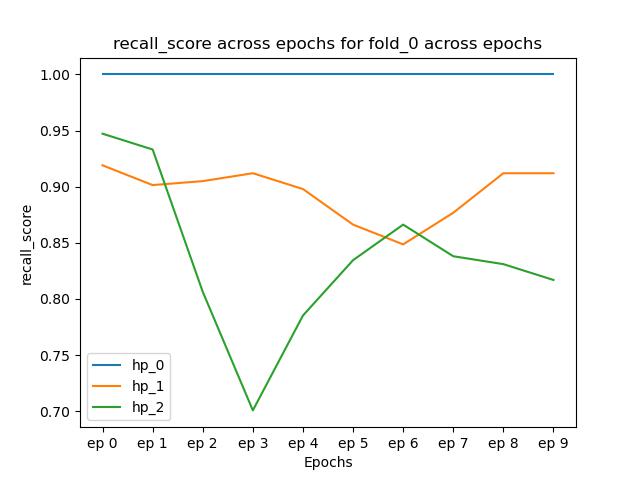 recall_score across epochs for fold_0 across epochs
recall_score
1.00
0.95
0.90
0.85
0.80
0.75
0.70
hp_0
hp_1
hp_2
ep 0 ep 1 ep 2 ep 3 ep 4 ep 5 ep 6 ep 7 ep 8 ep 9
Epochs